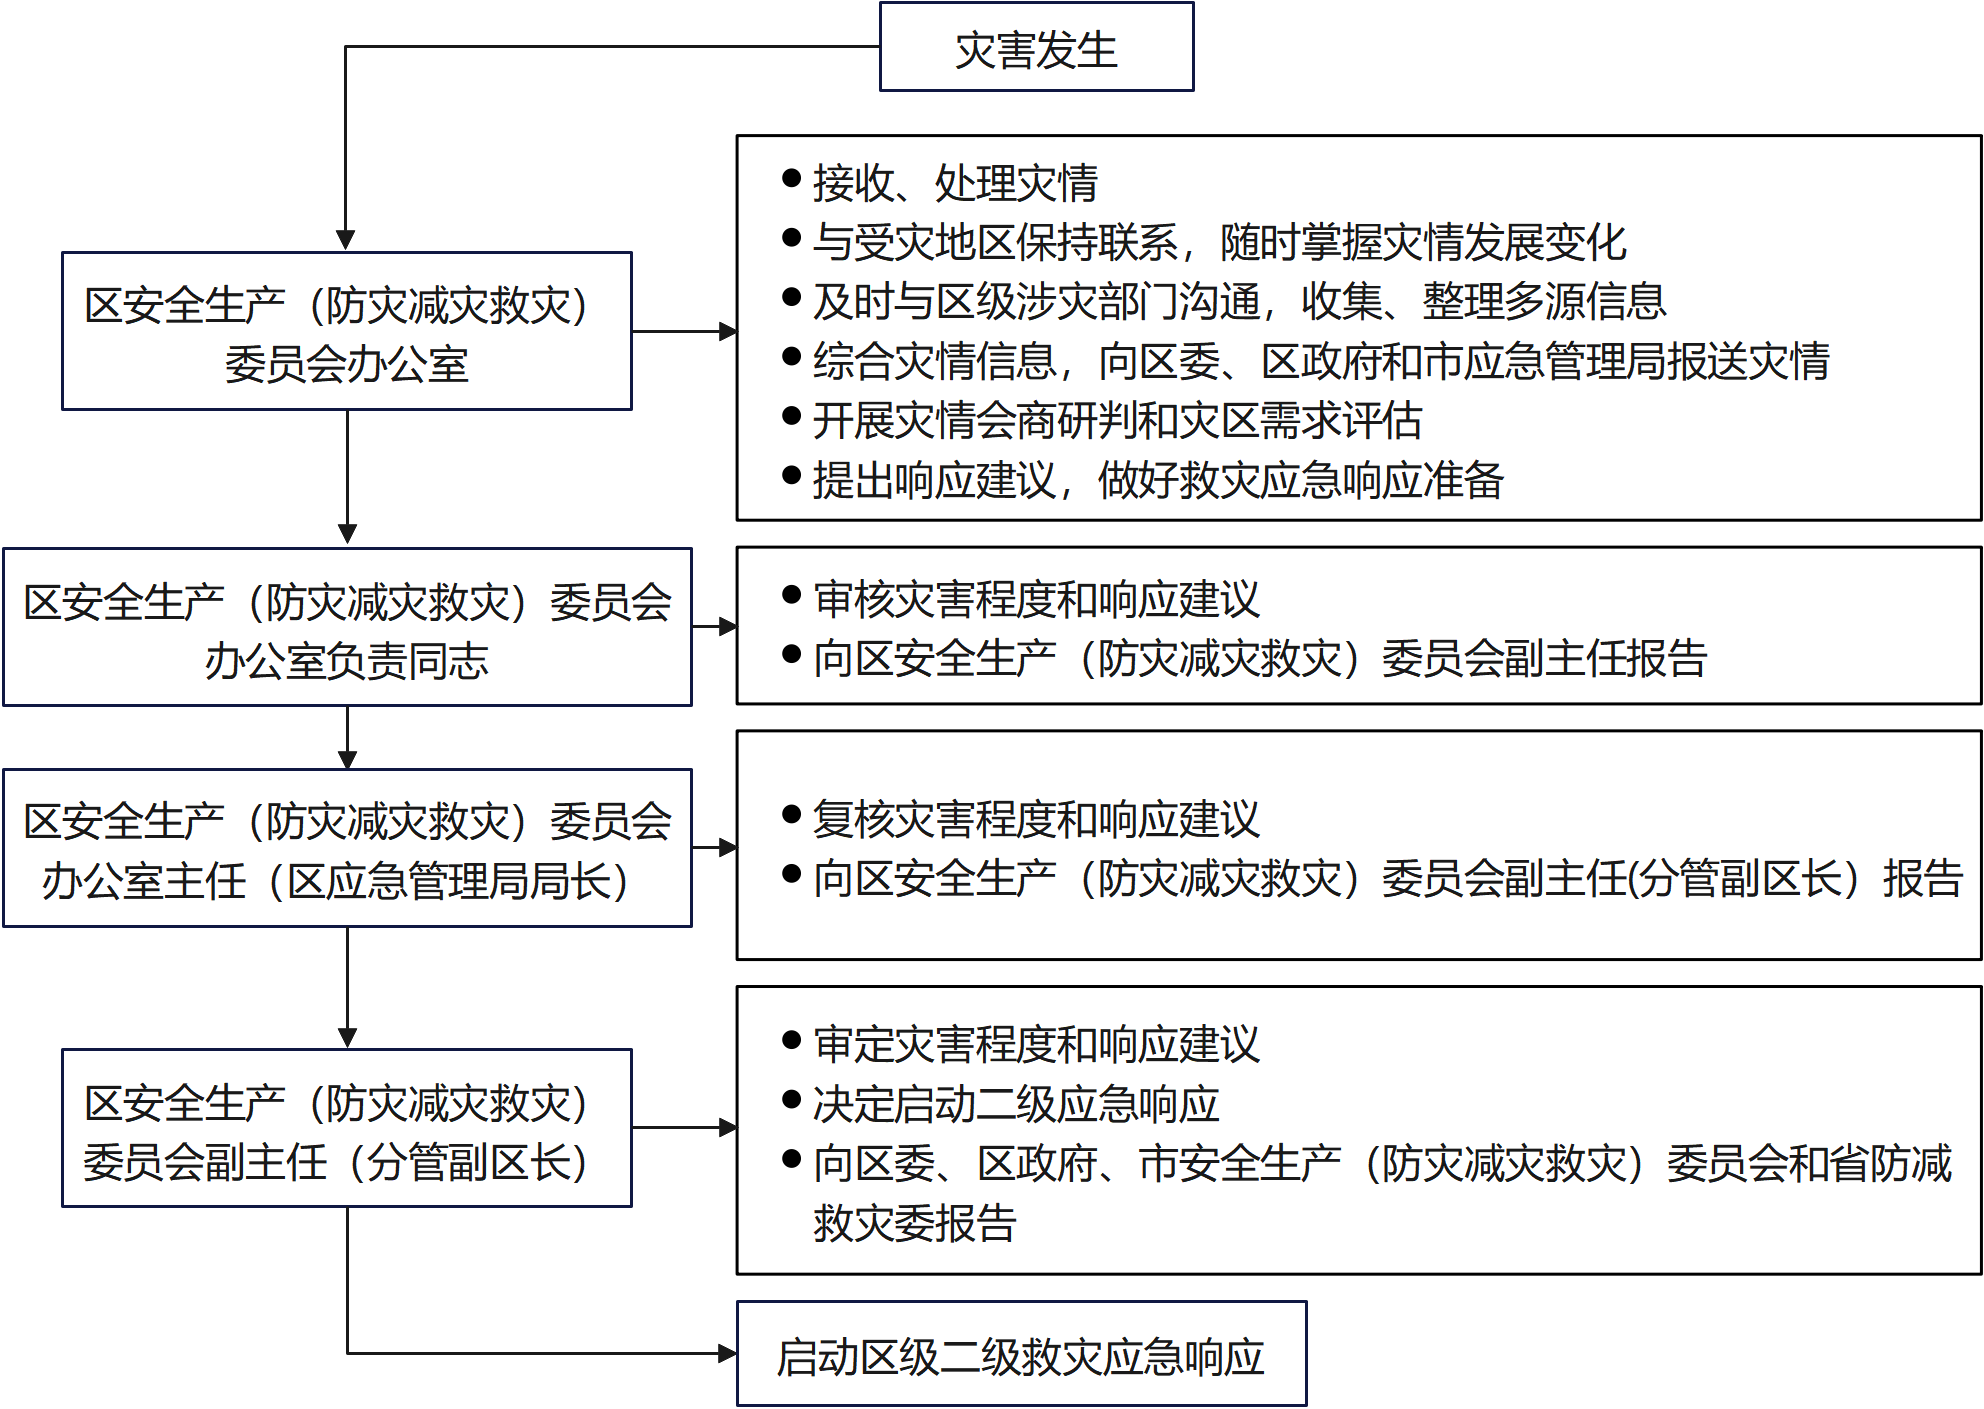 灾害发生
区安全生产（防灾减灾救灾）
委员会办公室
●接收、处理灾情
●与受灾地区保持联系，随时掌握灾情发展变化
●及时与区级涉灾部门沟通，收集、整理多源信息
●综合灾情信息，向区委、区政府和市应急管理局报送灾情
●开展灾情会商研判和灾区需求评估
●提出响应建议，做好救灾应急响应准备
区安全生产（防灾减灾救灾）委员会
办公室负责同志
●审核灾害程度和响应建议
●向区安全生产（防灾减灾救灾）委员会副主任报告
区安全生产（防灾减灾救灾）委员会
办公室主任（区应急管理局局长）
●复核灾害程度和响应建议
●向区安全生产（防灾减灾救灾）委员会副主任(分管副区长）报告
区安全生产（防灾减灾救灾）
委员会副主任（分管副区长）
●审定灾害程度和响应建议
●决定启动二级应急响应
●向区委、区政府、市安全生产（防灾减灾救灾）委员会和省防减
救灾委报告
启动区级二级救灾应急响应